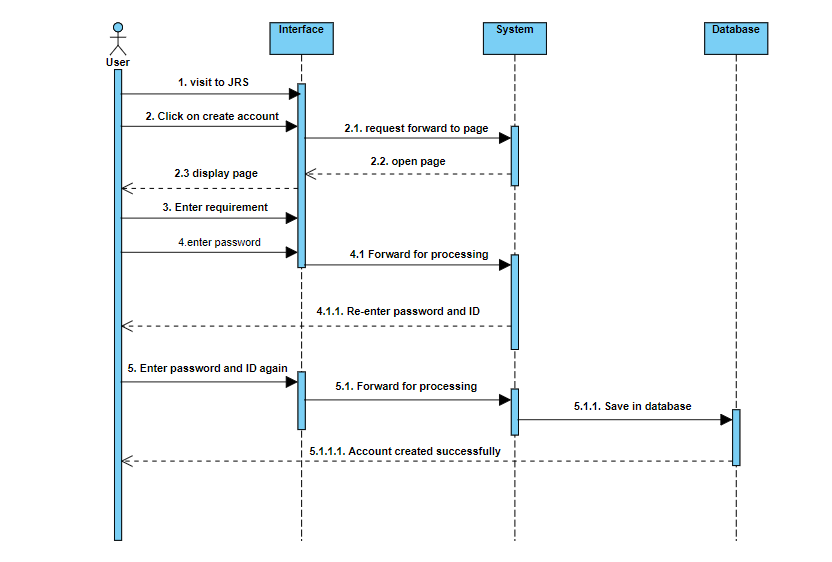 Interface
System
Database
User
1. visit to JRS
2. Click on create account
2.1. request forward to page
2.2. open page
2.3 display page
3. Enter requirement
4.enter password
4.1 Forward for processing
4.1.1. Re-enter password and ID
5. Enter password and ID again
5.1. Forward for processing
5.1.1. Save in database
5.1.1.1. Account created successfully